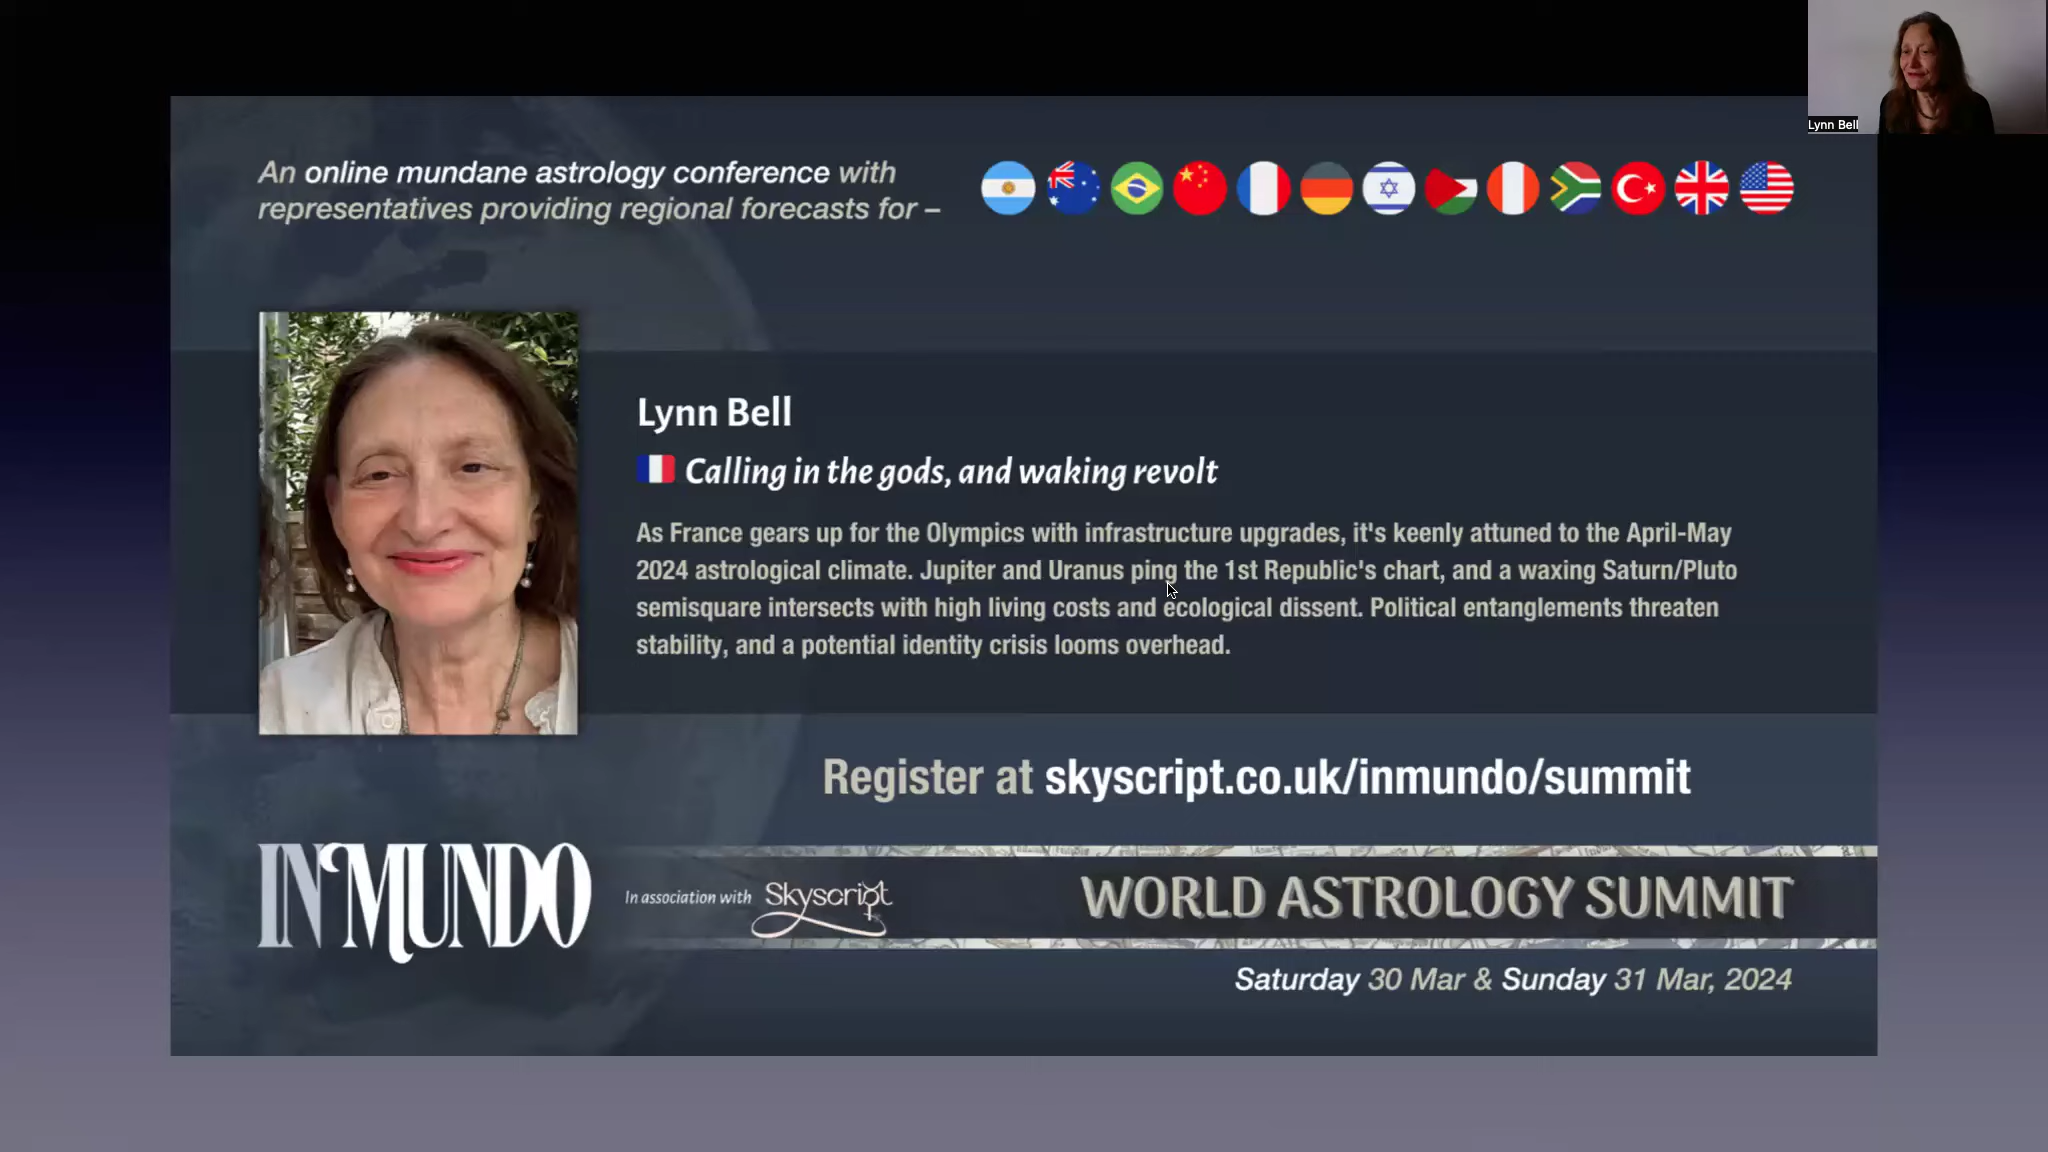 Lynn Bell
An online mundane astrology conference with
representatives providing regional forecasts for –
Lynn Bell
Calling in the gods, and waking revolt
As France gears up for the Olympics with infrastructure upgrades, it's keenly attuned to the April-May
2024 astrological climate. Jupiter and Uranus ping the 1st Republic's chart, and a waxing Saturn/Pluto
semisquare intersects with high living costs and ecological dissent. Political entanglements threaten
stability, and a potential identity crisis looms overhead.
Register at skyscript.co.uk/inmundo/summit
IN MUNDO
In association with Skyscript
WORLD ASTROLOGY SUMMIT
Saturday 30 Mar & Sunday 31 Mar, 2024